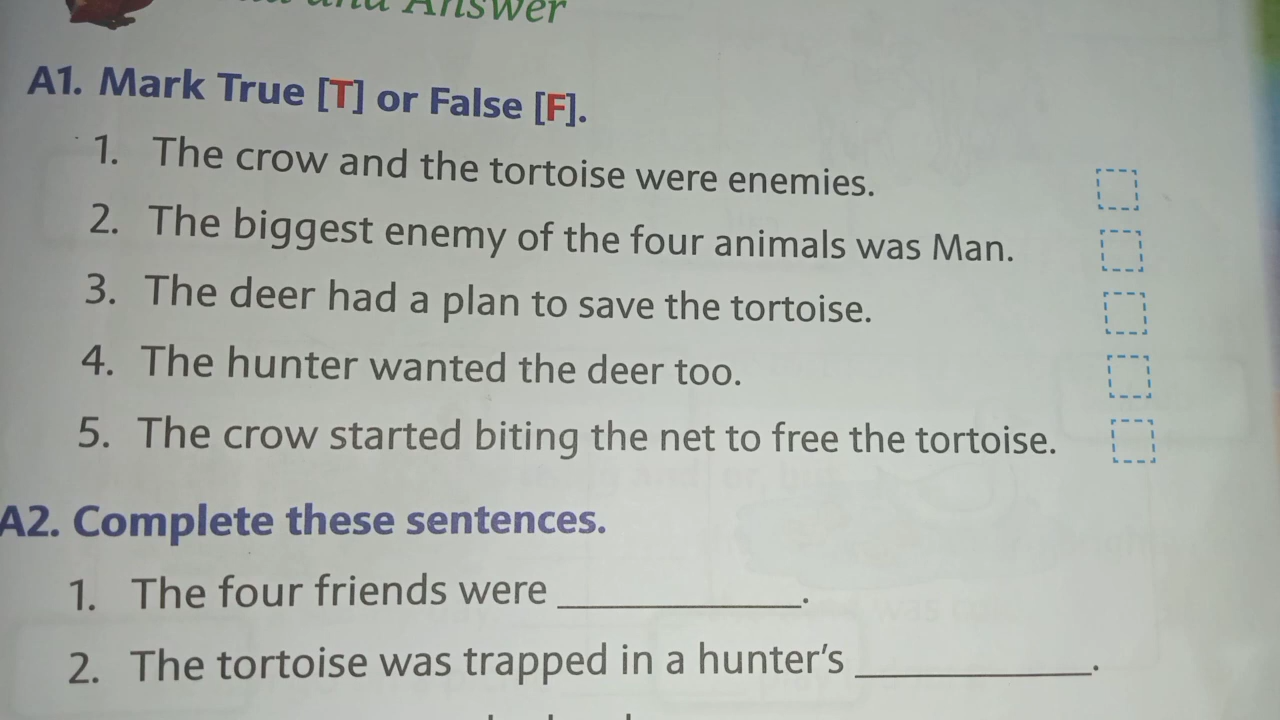 and Answer
A1. Mark True [T] or False [F].
1. The crow and the tortoise were enemies.
2. The biggest enemy of the four animals was Man.
3. The deer had a plan to save the tortoise.
4. The hunter wanted the deer too.
5. The crow started biting the net to free the tortoise.
A2. Complete these sentences.
1. The four friends were ___________.
2. The tortoise was trapped in a hunter's ___________.